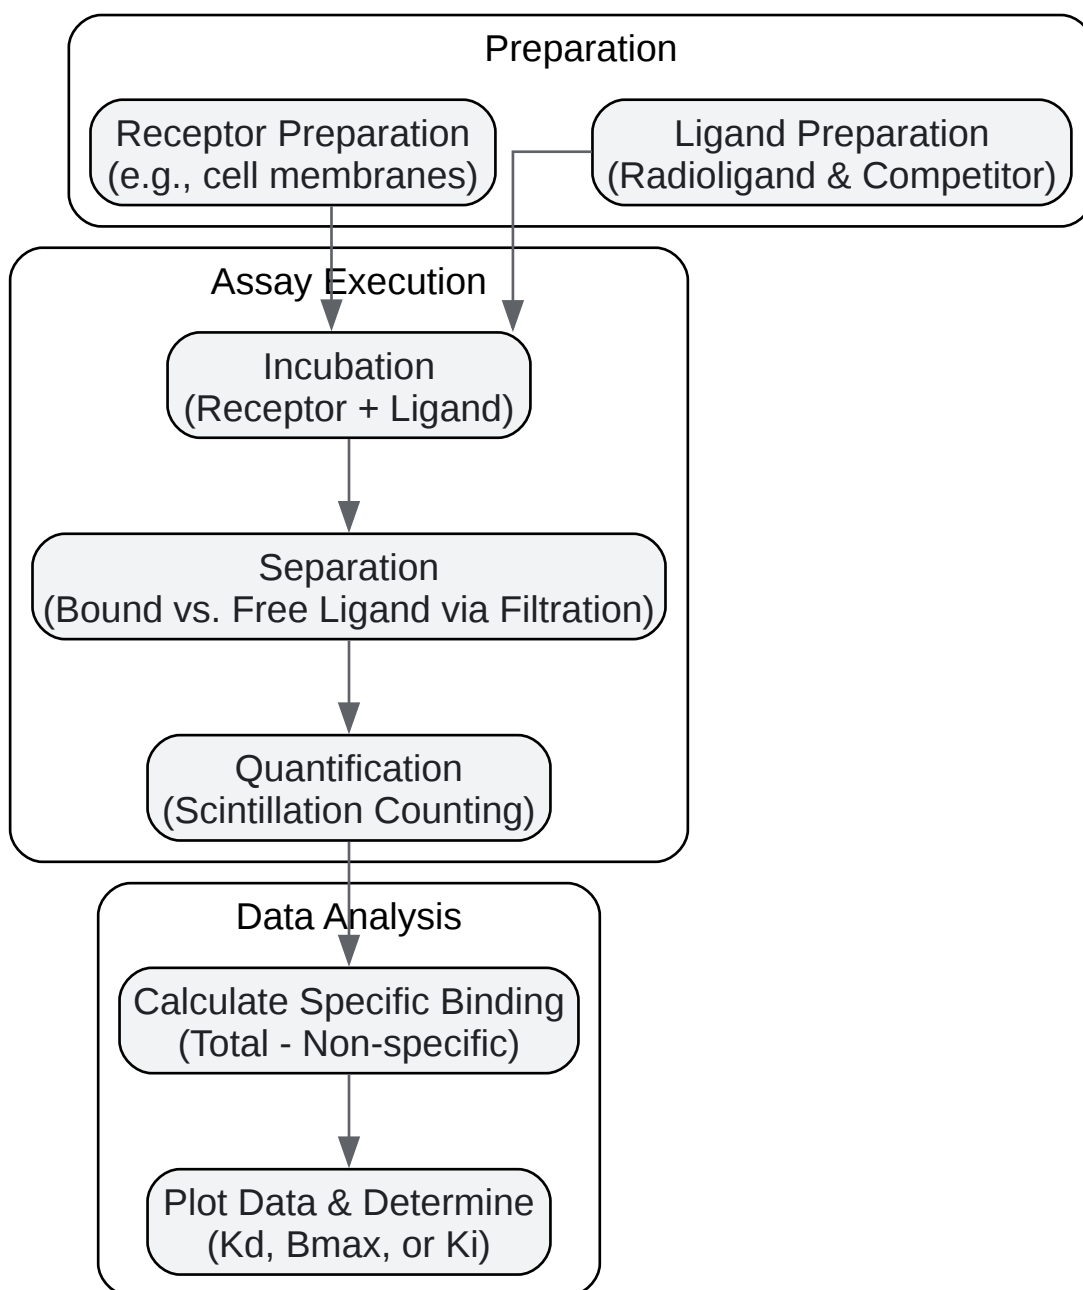 Preparation
Receptor Preparation
(e.g., cell membranes)
Ligand Preparation
(Radioligand & Competitor)
Assay Execution
Incubation
(Receptor + Ligand)
Separation
(Bound vs. Free Ligand via Filtration)
Quantification
(Scintillation Counting)
Data Analysis
Calculate Specific Binding
(Total - Non-specific)
Plot Data & Determine
(Kd, Bmax, or Ki)